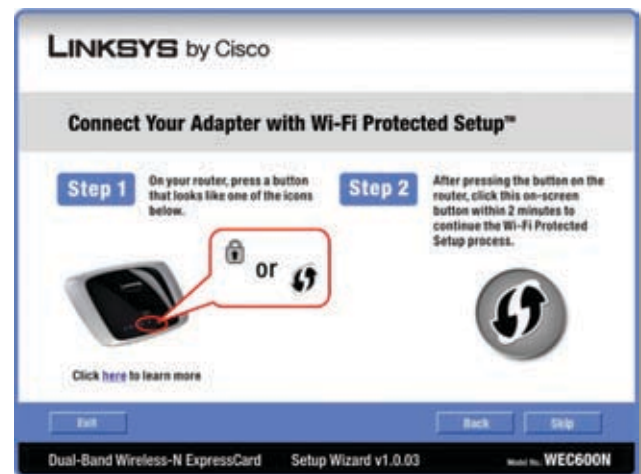 LINKSYS by Cisco
Connect Your Adapter with Wi-Fi Protected Setup™
Step 1
On your router, press a button
that looks like one of the icons
below.
or
Click here to learn more
Step 2
After pressing the button on the
router, click this on-screen
button within 2 minutes to
continue the Wi-Fi Protected
Setup process.
Exit
Back
Skip
Dual-Band Wireless-N ExpressCard
Setup Wizard v1.0.03
Model No. WEC600N